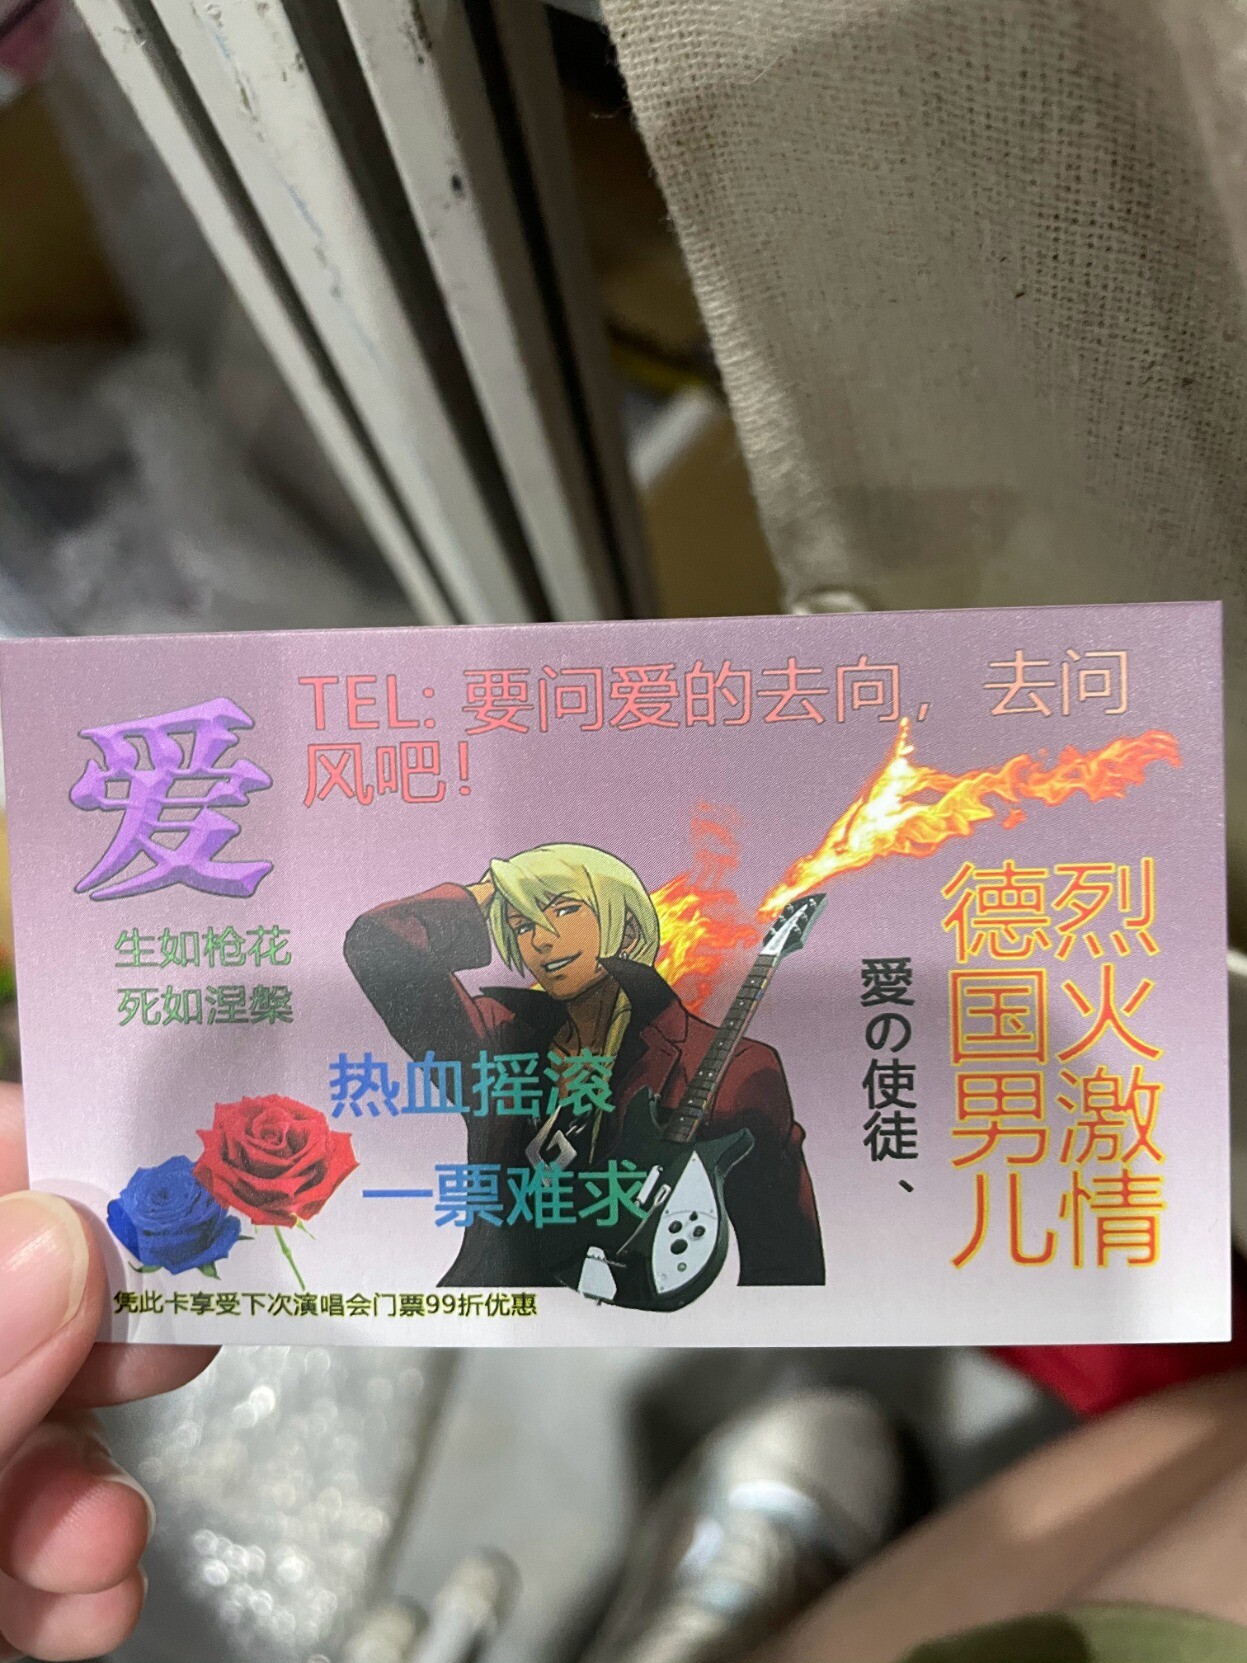 爱
TEL: 要问爱的去向，去问
风吧！
生如枪花
死如涅槃
热血摇滚
一票难求
烈火激情
德国男儿
愛の使徒、
凭此卡享受下次演唱会门票99折优惠